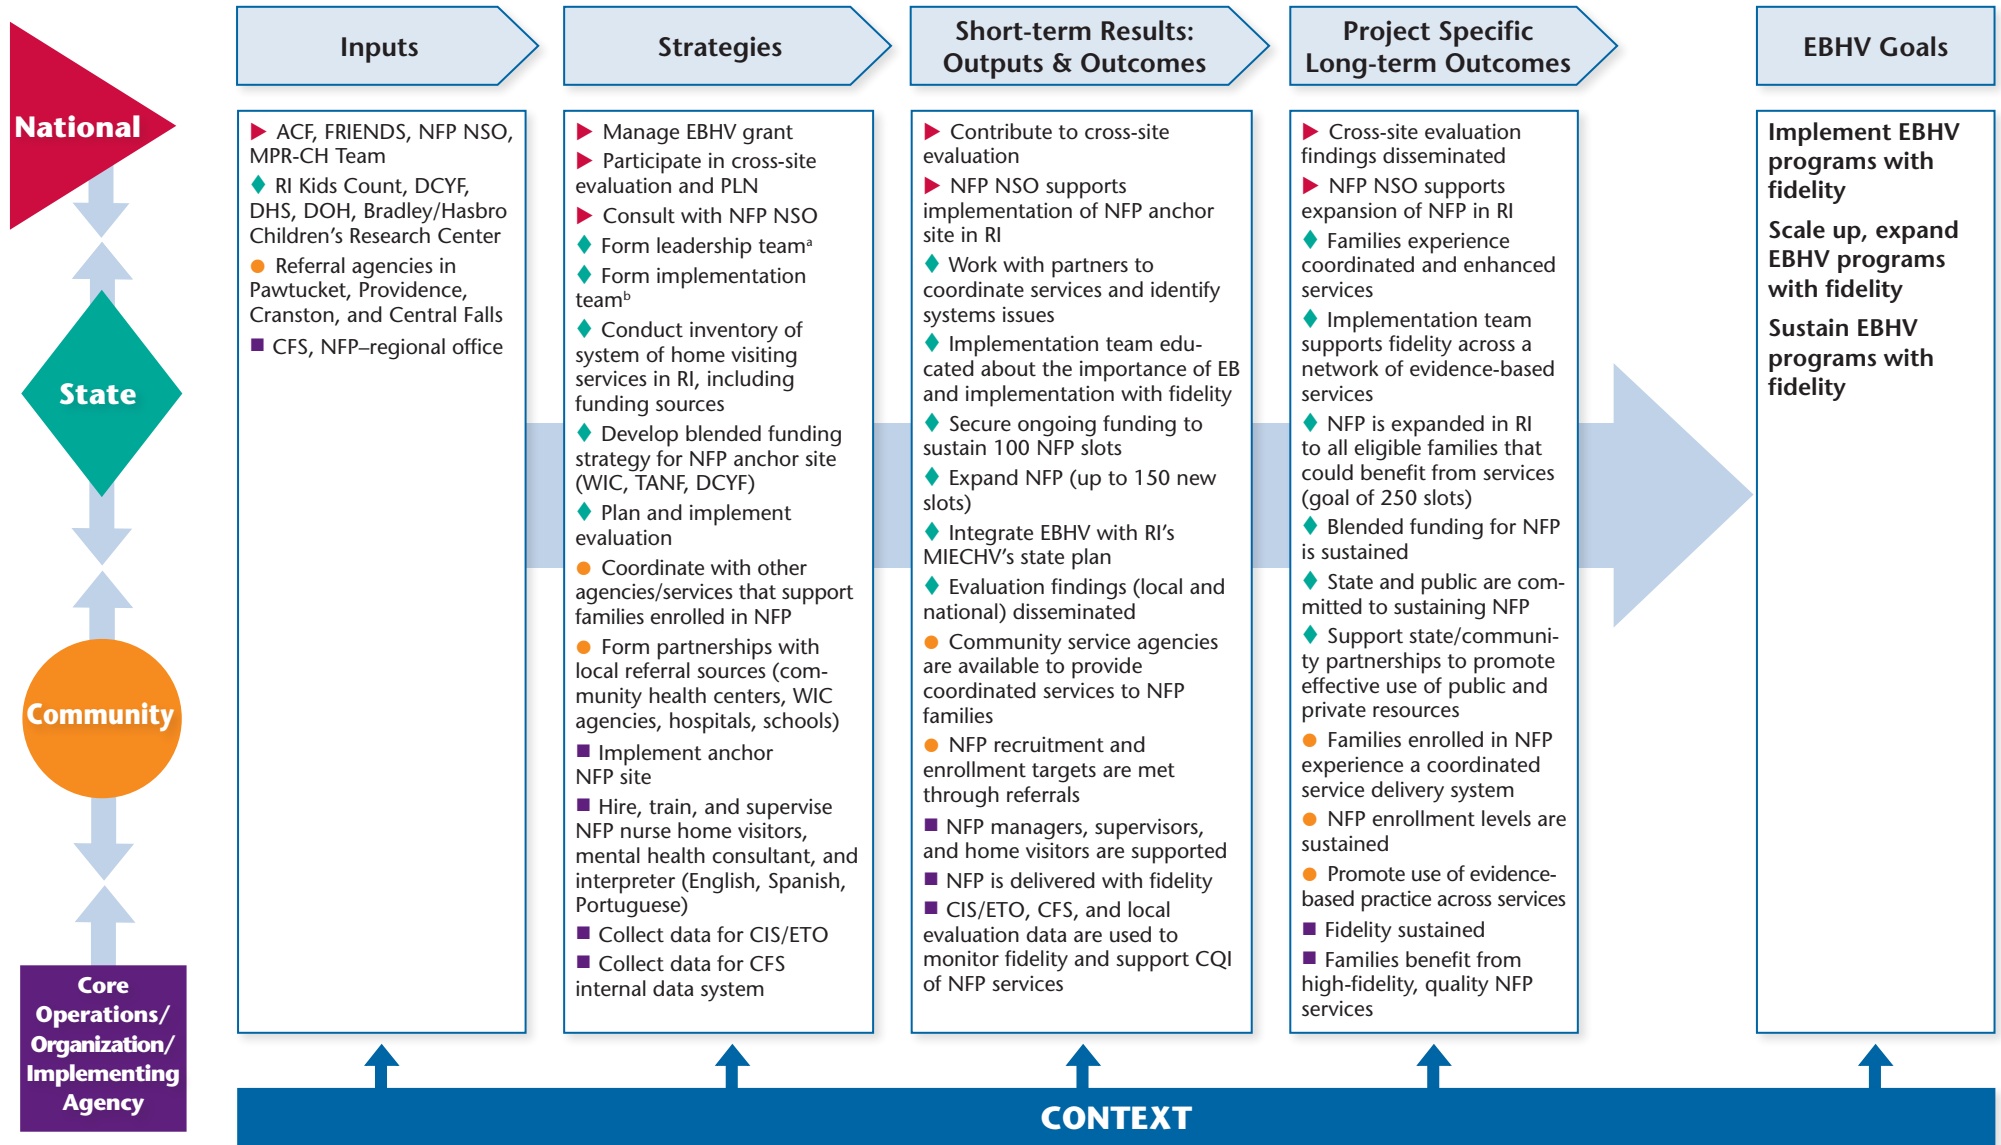 National
State
Community
Core
Operations/
Organization/
Implementing
Agency
Inputs
▶ ACF, FRIENDS, NFP NSO,
MPR-CH Team
♦ RI Kids Count, DCYF,
DHS, DOH, Bradley/Hasbro
Children’s Research Center
● Referral agencies in
Pawtucket, Providence,
Cranston, and Central Falls
■ CFS, NFP–regional office
Strategies
▶ Manage EBHV grant
▶ Participate in cross-site
evaluation and PLN
▶ Consult with NFP NSO
♦ Form leadership teamᵃ
♦ Form implementation
teamᵇ
♦ Conduct inventory of
system of home visiting
services in RI, including
funding sources
♦ Develop blended funding
strategy for NFP anchor site
(WIC, TANF, DCYF)
♦ Plan and implement
evaluation
● Coordinate with other
agencies/services that support
families enrolled in NFP
● Form partnerships with
local referral sources (com-
munity health centers, WIC
agencies, hospitals, schools)
■ Implement anchor
NFP site
■ Hire, train, and supervise
NFP nurse home visitors,
mental health consultant, and
interpreter (English, Spanish,
Portuguese)
■ Collect data for CIS/ETO
■ Collect data for CFS
internal data system
Short-term Results:
Outputs & Outcomes
▶ Contribute to cross-site
evaluation
▶ NFP NSO supports
implementation of NFP anchor
site in RI
♦ Work with partners to
coordinate services and identify
systems issues
♦ Implementation team edu-
cated about the importance of EB
and implementation with fidelity
♦ Secure ongoing funding to
sustain 100 NFP slots
♦ Expand NFP (up to 150 new
slots)
♦ Integrate EBHV with RI’s
MIECHV’s state plan
♦ Evaluation findings (local and
national) disseminated
● Community service agencies
are available to provide
coordinated services to NFP
families
● NFP recruitment and
enrollment targets are met
through referrals
■ NFP managers, supervisors,
and home visitors are supported
■ NFP is delivered with fidelity
■ CIS/ETO, CFS, and local
evaluation data are used to
monitor fidelity and support CQI
of NFP services
Project Specific
Long-term Outcomes
▶ Cross-site evaluation
findings disseminated
▶ NFP NSO supports
expansion of NFP in RI
♦ Families experience
coordinated and enhanced
services
♦ Implementation team
supports fidelity across a
network of evidence-based
services
♦ NFP is expanded in RI
to all eligible families that
could benefit from services
(goal of 250 slots)
♦ Blended funding for NFP
is sustained
♦ State and public are com-
mitted to sustaining NFP
♦ Support state/communi-
ty partnerships to promote
effective use of public and
private resources
● Families enrolled in NFP
experience a coordinated
service delivery system
● NFP enrollment levels are
sustained
● Promote use of evidence-
based practice across services
■ Fidelity sustained
■ Families benefit from
high-fidelity, quality NFP
services
EBHV Goals
Implement EBHV
programs with
fidelity
Scale up, expand
EBHV programs
with fidelity
Sustain EBHV
programs with
fidelity
CONTEXT